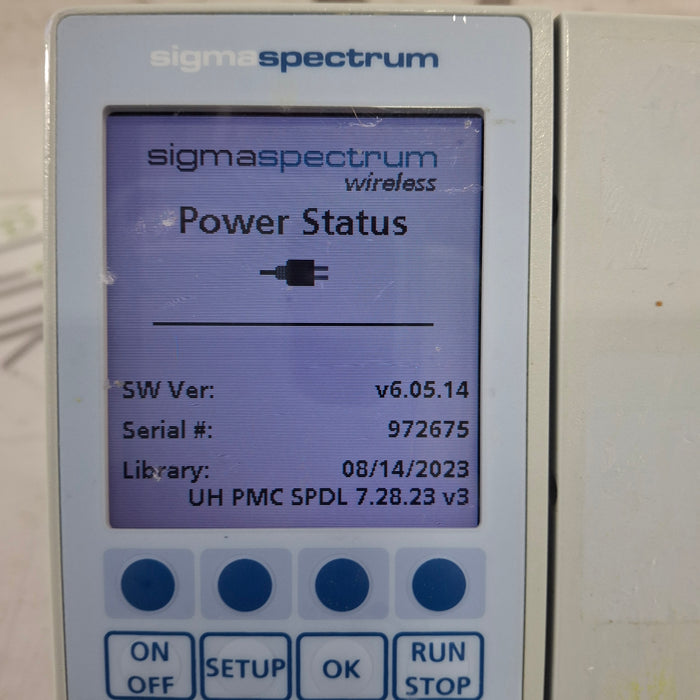 sigmaspectrum
sigmaspectrum
wireless
Power Status
SW Ver: v6.05.14
Serial #: 972675
Library: 08/14/2023
UH PMC SPDL 7.28.23 v3
ON OFF
SETUP
OK
RUN STOP